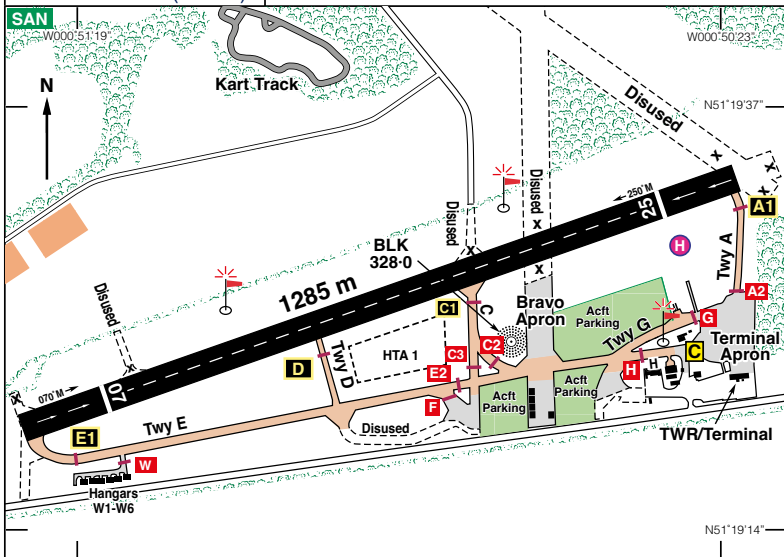 SAN
W000°51'19"
W000°50'23"
Kart Track
N
N51°19'37"
Disused
Disused
Disused
Disused
250°M
25
A1
H
BLK
328·0
Twy A
1285 m
C1
C
Bravo
Apron
Acft
Parking
A2
G
Twy G
C2
C3
D
Twy D
HTA 1
E2
H
H
C
Terminal
Apron
070°M
07
F
Acft
Parking
Acft
Parking
Twy E
Disused
E1
W
TWR/Terminal
Hangars
W1-W6
N51°19'14"